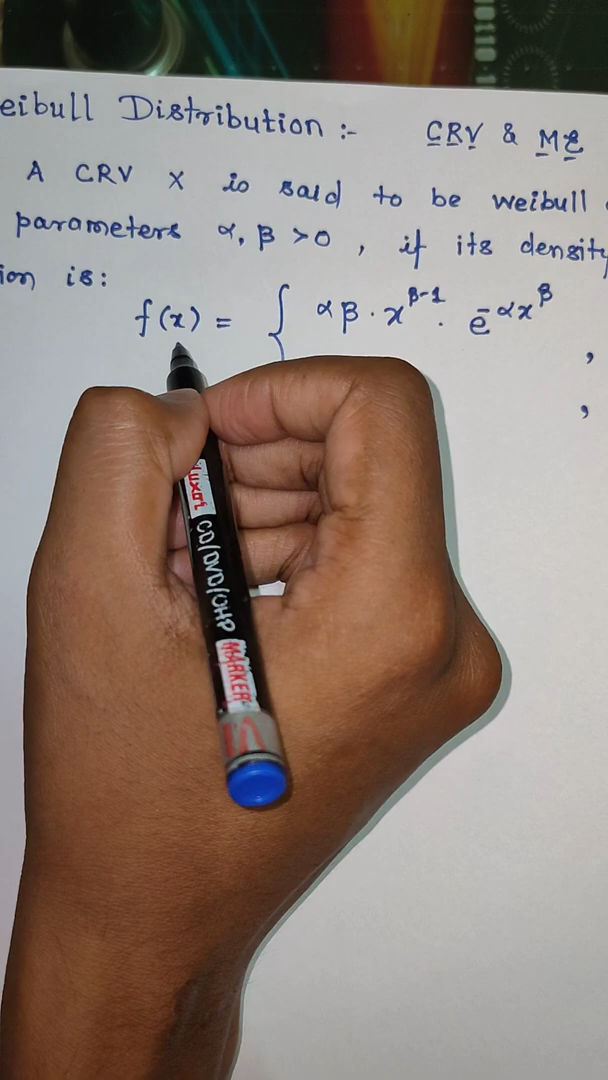 eibull Distribution :- CRV & ME
A CRV X is said to be weibull
parameters α, β > 0 , if its density
ion is:
f(x) = { αβ . x^β-1 . e^-αx^β ,
,
Luxor CD/DVD/OHP MARKER